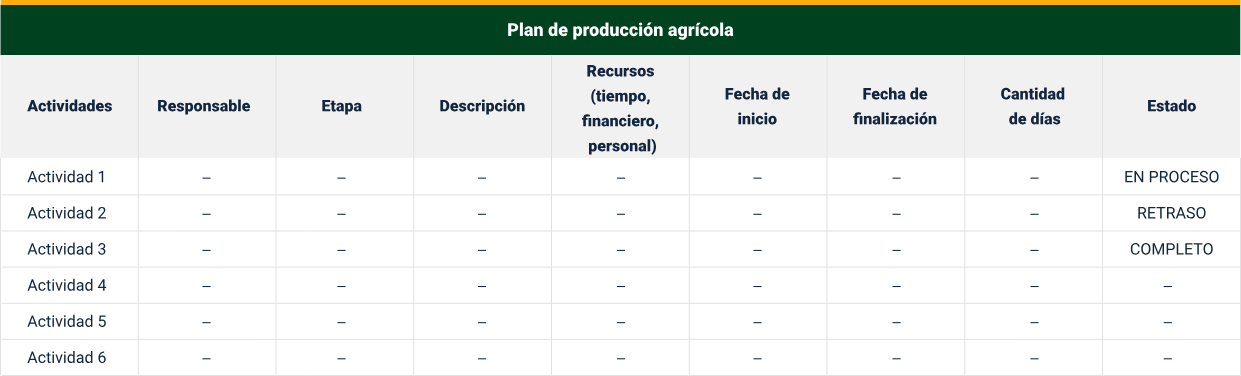 Plan de producción agrícola
Actividades Responsable Etapa Descripción Recursos (tiempo, financiero, personal) Fecha de inicio Fecha de finalización Cantidad de días Estado
Actividad 1 – – – – – – – EN PROCESO
Actividad 2 – – – – – – – RETRASO
Actividad 3 – – – – – – – COMPLETO
Actividad 4 – – – – – – – –
Actividad 5 – – – – – – – –
Actividad 6 – – – – – – – –